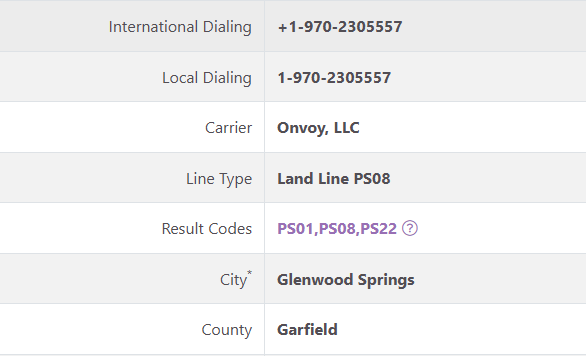 International Dialing +1-970-2305557
Local Dialing 1-970-2305557
Carrier Onvoy, LLC
Line Type Land Line PS08
Result Codes PS01,PS08,PS22 ?
City* Glenwood Springs
County Garfield